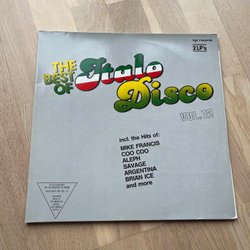 2 LP's
THE
BEST
OF
Italo
Disco
VOL.12
incl. the Hits of:
MIKE FRANCIS
COO COO
ALEPH
SAVAGE
ARGENTINA
BRIAN ICE
and more